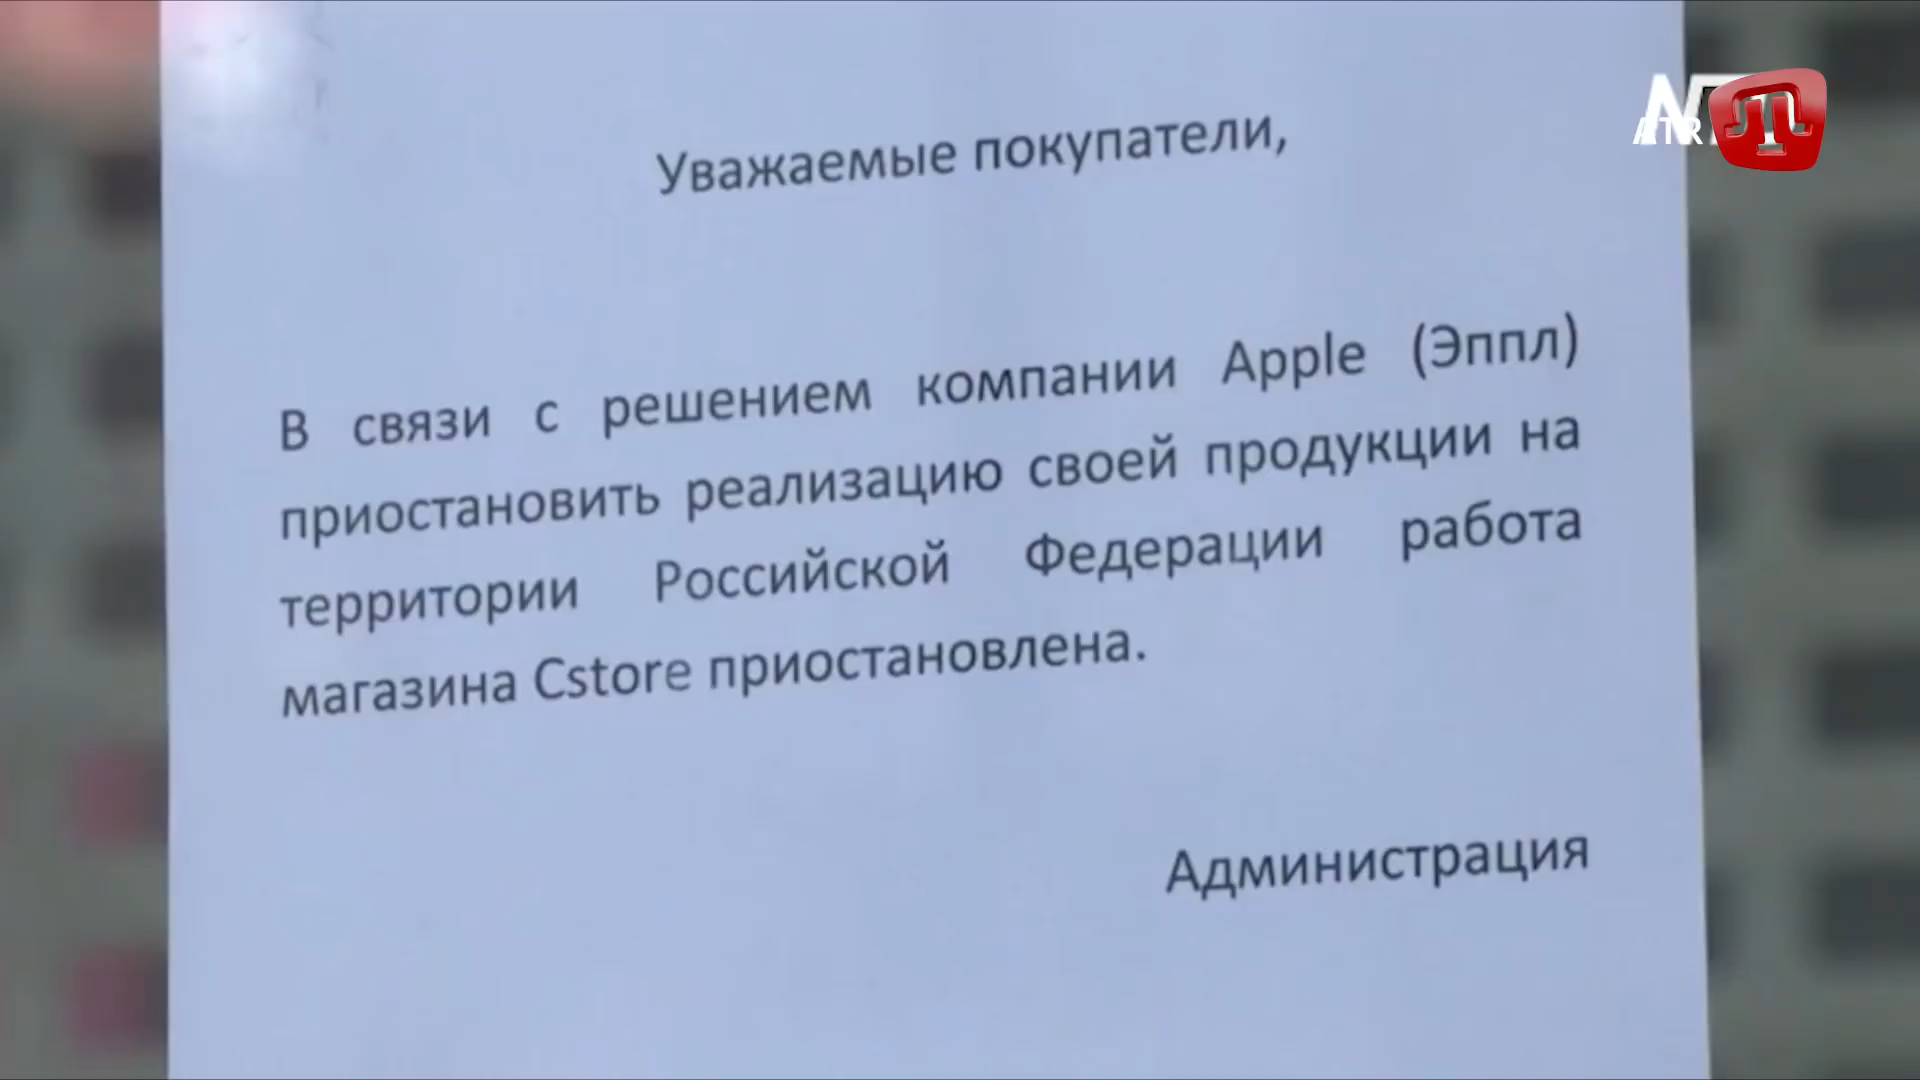 Уважаемые покупатели,
В связи с решением компании Apple (Эппл)
приостановить реализацию своей продукции на
территории Российской Федерации работа
магазина Cstore приостановлена.
Администрация